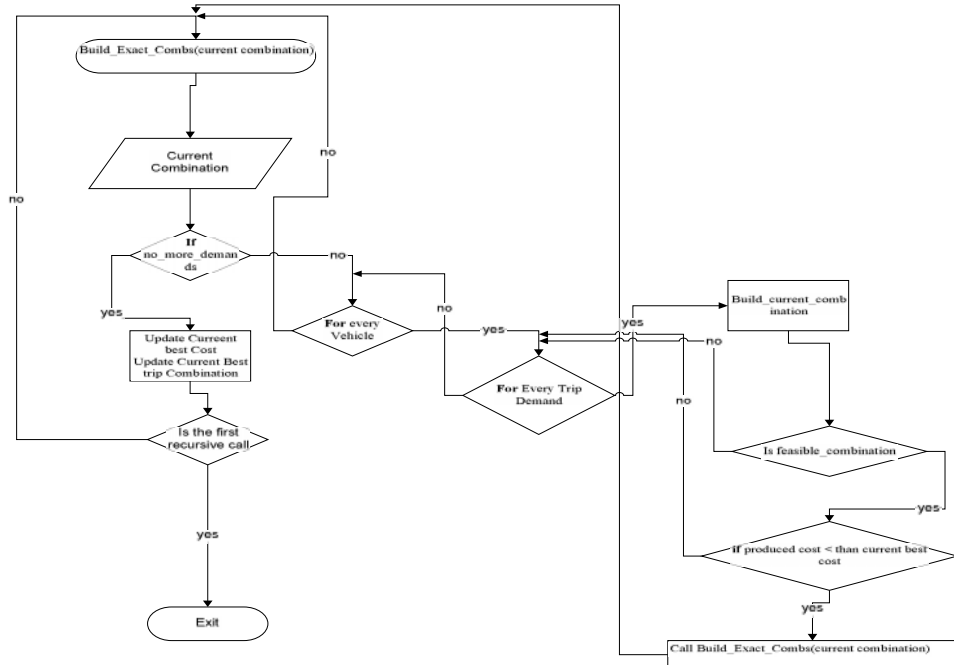 Build_Exact_Combs(current combination)
Current
Combination
no
no
If
no_more_deman
ds
no
yes
For every
Vehicle
yes
no
Update Curreent
best Cost
Update Current Best
trip Combination
For Every Trip
Demand
yes
no
no
Build_current_comb
ination
Is the first
recursive call
Is feasible_combination
yes
yes
if produced cost < than current best
cost
yes
Exit
Call Build_Exact_Combs(current combination)